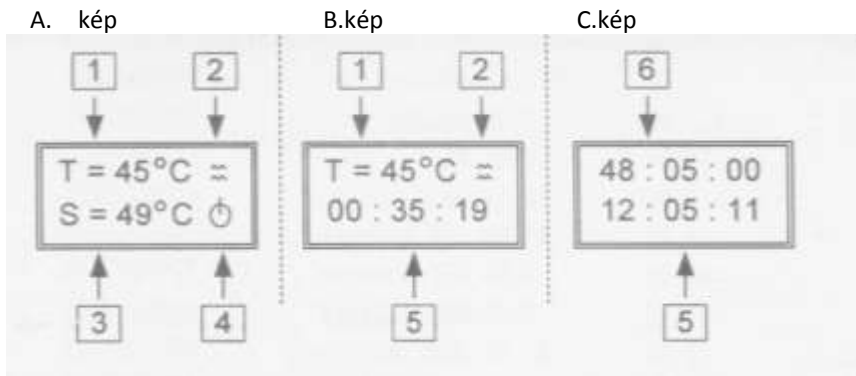 A. kép B.kép C.kép
1 2 1 2 6
T = 45°C ≈ T = 45°C ≈ 48 : 05 : 00
S = 49°C 00 : 35 : 19 12 : 05 : 11
3 4 5 5